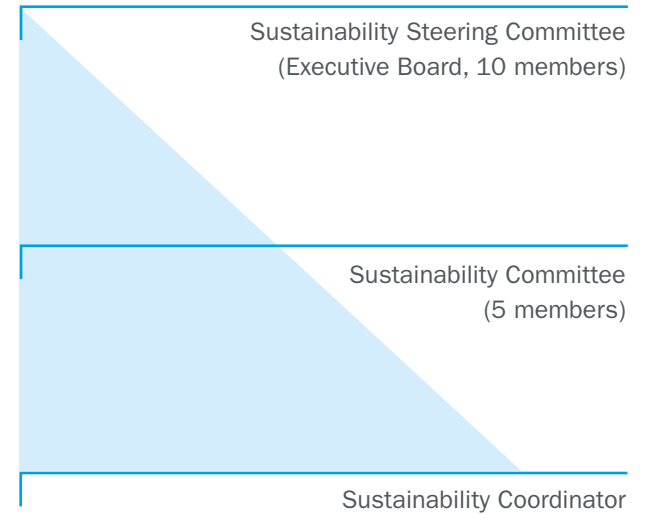 Sustainability Steering Committee
(Executive Board, 10 members)
Sustainability Committee
(5 members)
Sustainability Coordinator